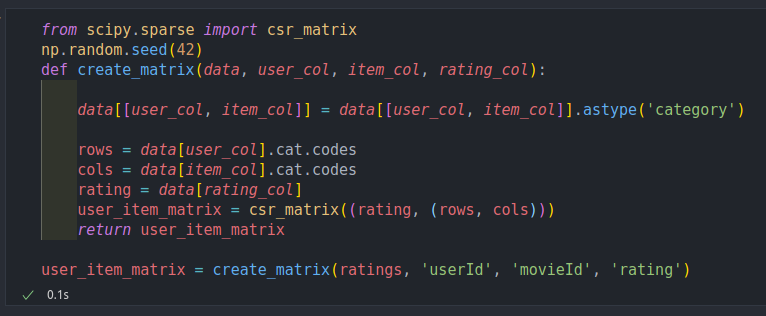 from scipy.sparse import csr_matrix
np.random.seed(42)
def create_matrix(data, user_col, item_col, rating_col):
data[[user_col, item_col]] = data[[user_col, item_col]].astype('category')
rows = data[user_col].cat.codes
cols = data[item_col].cat.codes
rating = data[rating_col]
user_item_matrix = csr_matrix((rating, (rows, cols)))
return user_item_matrix
user_item_matrix = create_matrix(ratings, 'userId', 'movieId', 'rating')
0.1s